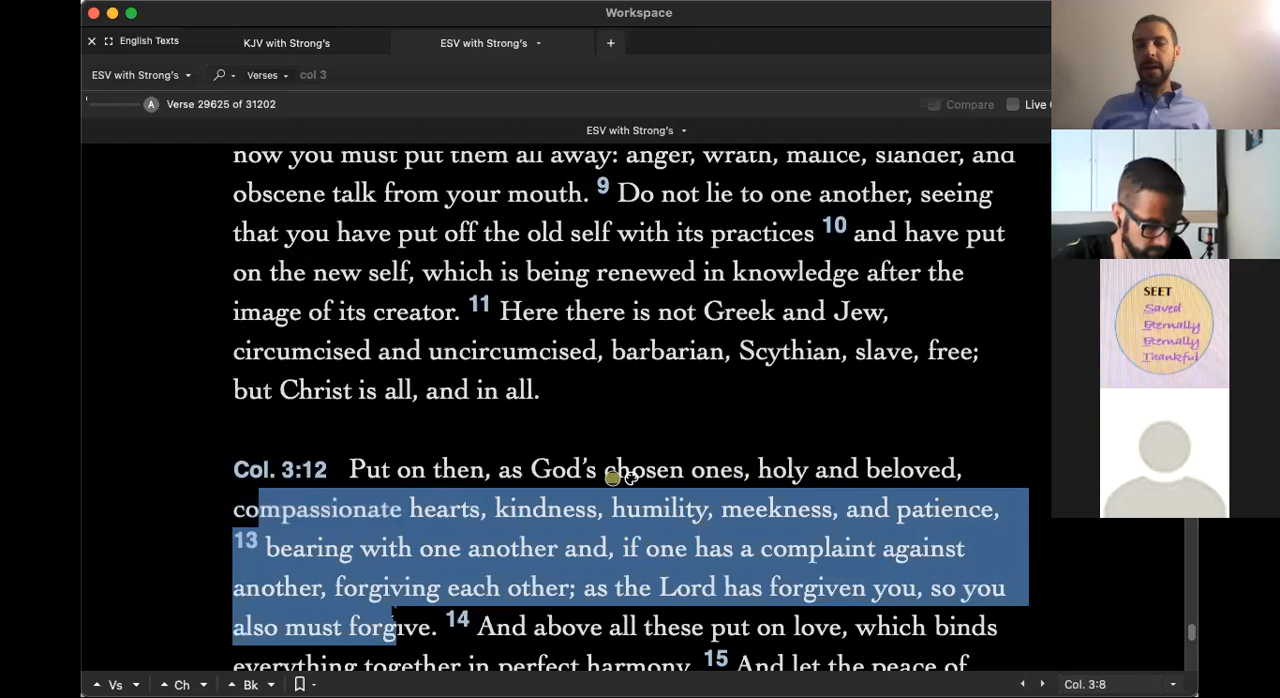 Workspace
English Texts
KJV with Strong's
ESV with Strong's
+
ESV with Strong's
Verses
col 3
A
Verse 29625 of 31202
Compare
Live
ESV with Strong's
now you must put them all away: anger, wrath, malice, slander, and
obscene talk from your mouth. 9 Do not lie to one another, seeing
that you have put off the old self with its practices 10 and have put
on the new self, which is being renewed in knowledge after the
image of its creator. 11 Here there is not Greek and Jew,
circumcised and uncircumcised, barbarian, Scythian, slave, free;
but Christ is all, and in all.
Col. 3:12 Put on then, as God's chosen ones, holy and beloved,
compassionate hearts, kindness, humility, meekness, and patience,
13 bearing with one another and, if one has a complaint against
another, forgiving each other; as the Lord has forgiven you, so you
also must forgive. 14 And above all these put on love, which binds
everything together in perfect harmony. 15 And let the peace of
Vs
Ch
Bk
Col. 3:8
SEET
Saved
Eternally
Eternally
Thankful